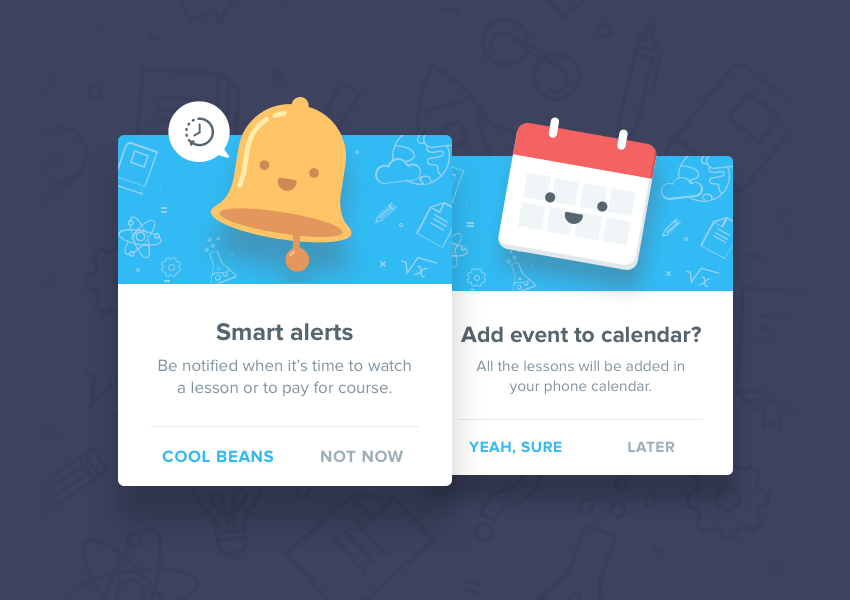 Smart alerts
Be notified when it’s time to watch
a lesson or to pay for course.
COOL BEANS NOT NOW
Add event to calendar?
All the lessons will be added in
your phone calendar.
YEAH, SURE LATER
√x
√x